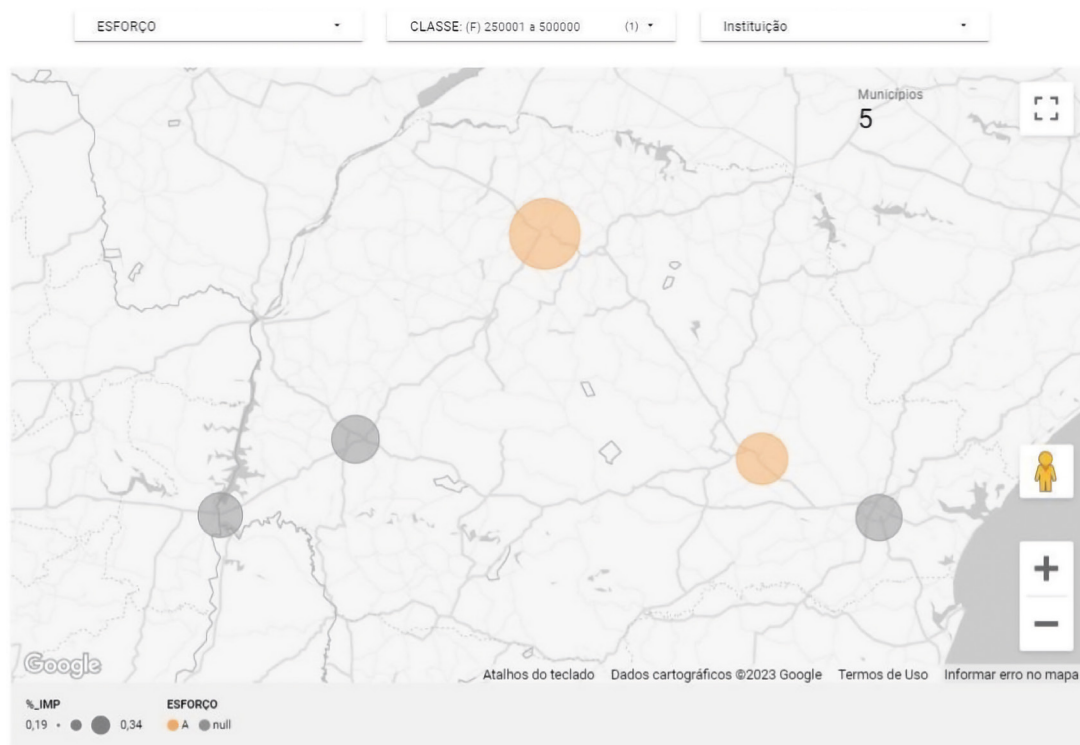 ESFORÇO
CLASSE: (F) 250001 a 500000 (1)
Instituição
Municípios
5
Google
Atalhos do teclado Dados cartográficos ©2023 Google Termos de Uso Informar erro no mapa
%_IMP
0,19 0,34
ESFORÇO
A null